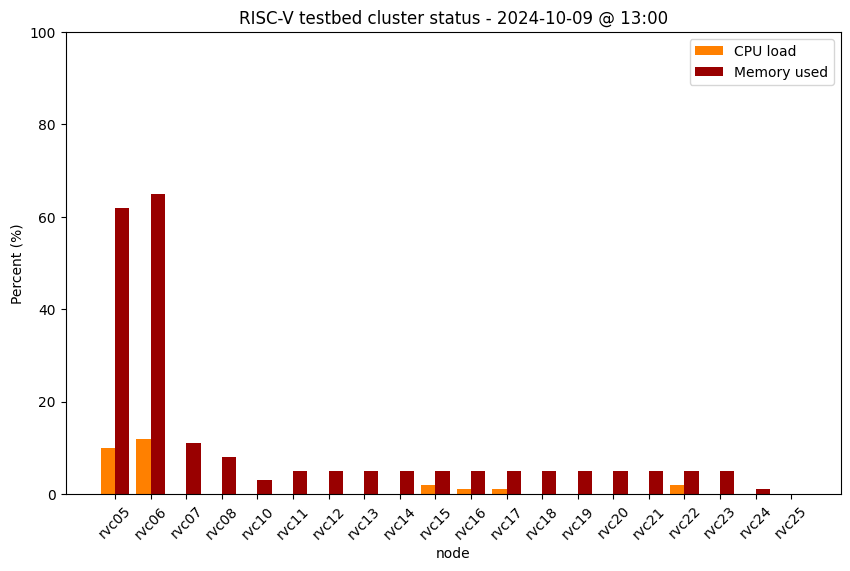 RISC-V testbed cluster status - 2024-10-09 @ 13:00
CPU load
Memory used
Percent (%)
100
80
60
40
20
0
rvc05 rvc06 rvc07 rvc08 rvc10 rvc11 rvc12 rvc13 rvc14 rvc15 rvc16 rvc17 rvc18 rvc19 rvc20 rvc21 rvc22 rvc23 rvc24 rvc25
node